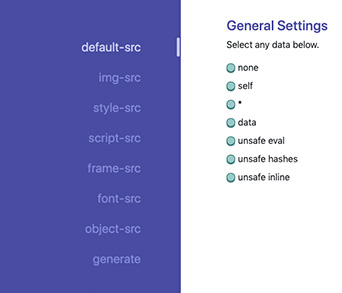 default-src
img-src
style-src
script-src
frame-src
font-src
object-src
generate
General Settings
Select any data below.
none
self
*
data
unsafe eval
unsafe hashes
unsafe inline